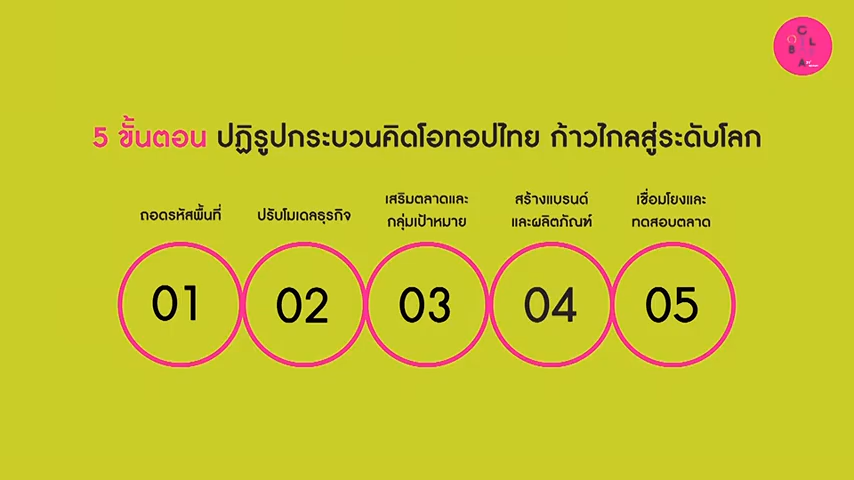 5 ขั้นตอน ปฏิรูปกระบวนคิดโอทอปไทย ก้าวไกลสู่ระดับโลก
ถอดรหัสพื้นที่
ปรับโมเดลธุรกิจ
เสริมตลาดและ
กลุ่มเป้าหมาย
สร้างแบรนด์
และผลิตภัณฑ์
เชื่อมโยงและ
ทดสอบตลาด
01
02
03
04
05